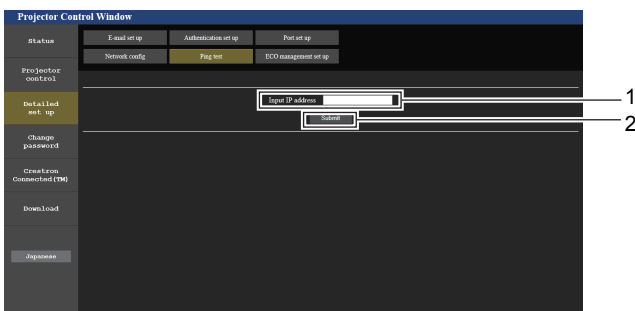 Projector Control Window
Status
E-mail set up
Authentication set up
Port set up
Network config
Ping test
ECO management set up
Projector
control
Detailed
set up
Input IP address
1
Submit
2
Change
password
Crestron
Connected(TM)
Download
Japanese